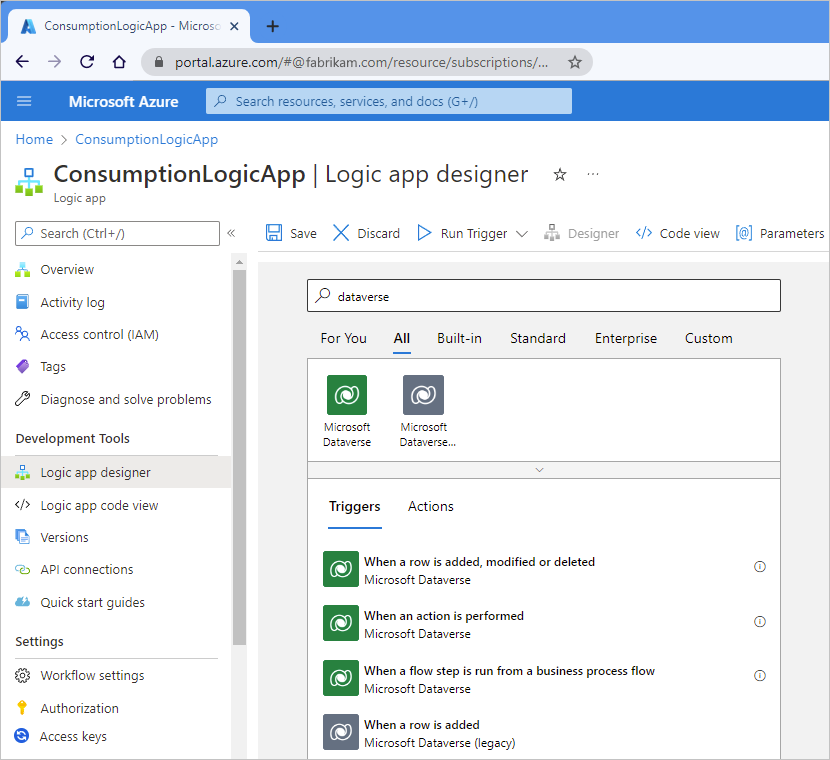 ConsumptionLogicApp - Microso
portal.azure.com/#@fabrikam.com/resource/subscriptions/...
Microsoft Azure
Search resources, services, and docs (G+/)
Home > ConsumptionLogicApp
ConsumptionLogicApp | Logic app designer
Logic app
Search (Ctrl+/)
Overview
Activity log
Access control (IAM)
Tags
Diagnose and solve problems
Development Tools
Logic app designer
Logic app code view
Versions
API connections
Quick start guides
Settings
Workflow settings
Authorization
Access keys
Save Discard Run Trigger Designer Code view Parameters
dataverse
For You All Built-in Standard Enterprise Custom
Microsoft
Dataverse
Microsoft
Dataverse...
Triggers Actions
When a row is added, modified or deleted
Microsoft Dataverse
When an action is performed
Microsoft Dataverse
When a flow step is run from a business process flow
Microsoft Dataverse
When a row is added
Microsoft Dataverse (legacy)